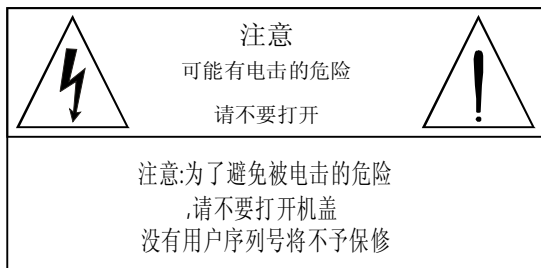 注意
可能有电击的危险
请不要打开
注意:为了避免被电击的危险
,请不要打开机盖
没有用户序列号将不予保修